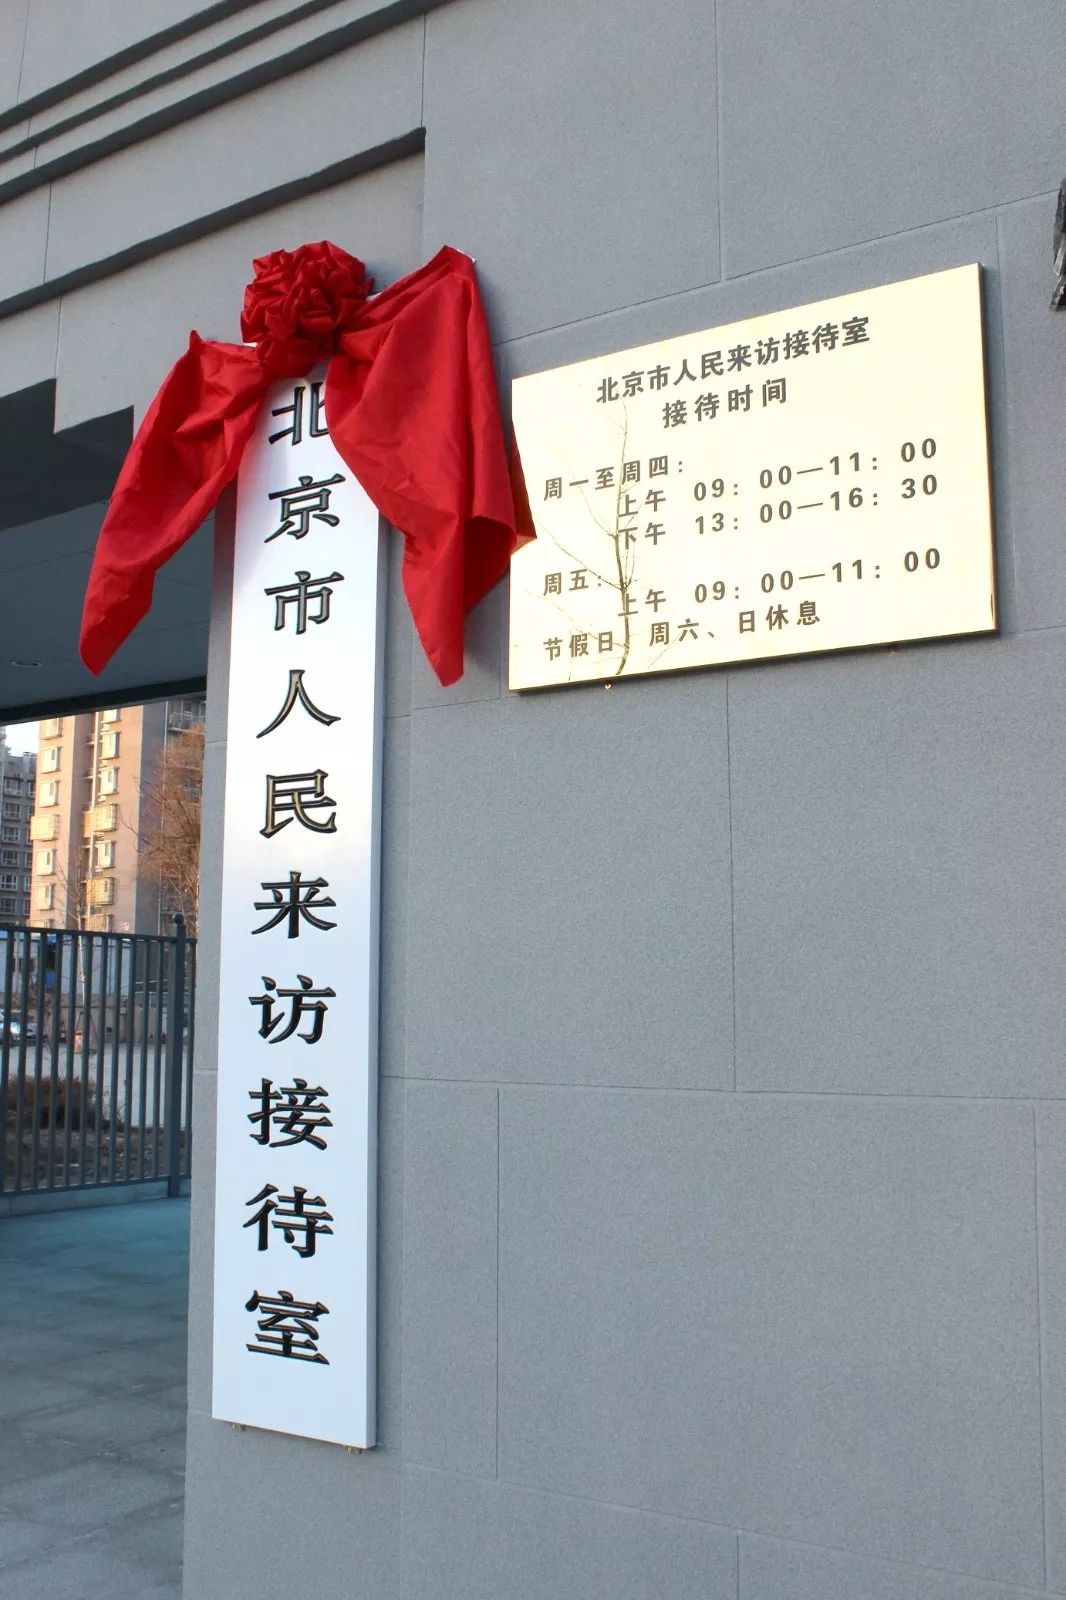 北京市人民来访接待室
北京市人民来访接待室
接待时间
周一至周四：
上午 09：00—11：00
下午 13：00—16：30
周五：
上午 09：00—11：00
节假日 周六、日休息